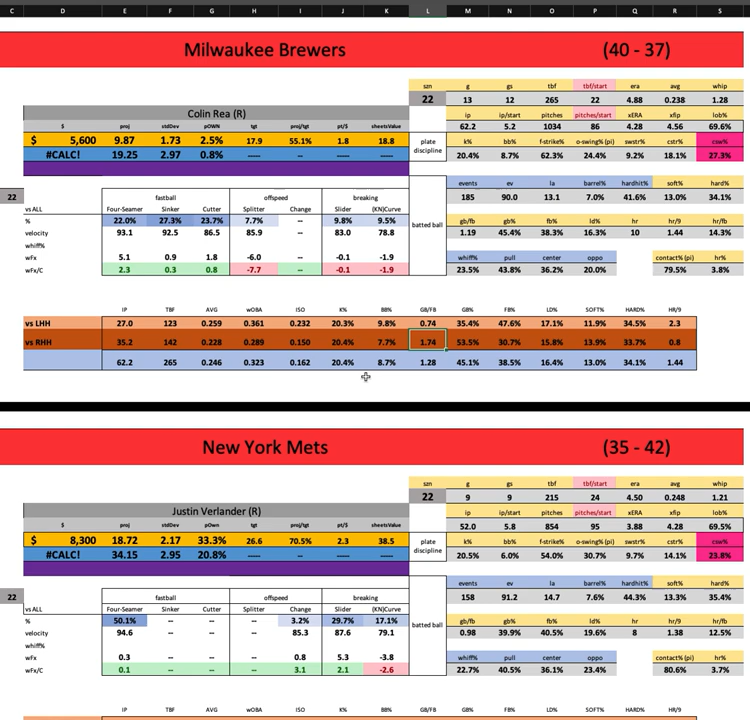 C D E F G H I J K L M N O P Q R S
Milwaukee Brewers (40 - 37)
szn g gs tbf tbf/start era avg whip
22 13 12 265 22 4.88 0.238 1.28
Colin Rea (R) ip ip/start pitches pitches/start xERA xfip lob%
$ proj stdDev pOWN tgt proj/tgt pt/$ sheetsValue 62.2 5.2 1034 86 4.28 4.56 69.6%
$ 5,600 9.87 1.73 2.5% 17.9 55.1% 1.8 18.8 plate discipline k% bb% f-strike% o-swing% (pi) swstr% cstr% csw%
#CALC! 19.25 2.97 0.8% ---- -- ---- ---- 20.4% 8.7% 62.3% 24.4% 9.2% 18.1% 27.3%
events ev la barrel% hardhit% soft% hard%
22 fastball offspeed breaking 185 90.0 13.1 7.0% 41.6% 13.0% 34.1%
vs ALL Four-Seamer Sinker Cutter Splitter Change Slider (KN)Curve
% 22.0% 27.3% 23.7% 7.7% 9.8% 9.5% batted ball gb/fb gb% fb% ld% hr hr/9 hr/fb
velocity 93.1 92.5 86.5 85.9 83.0 78.8 1.19 45.4% 38.3% 16.3% 10 1.44 14.3%
whiff%
wFx 5.1 0.9 1.8 -6.0 -- -0.1 -1.9 whiff% pull center oppo contact% (pi) hr%
wFx/C 2.3 0.3 0.8 -7.7 -- -0.1 -1.9 23.5% 43.8% 36.2% 20.0% 79.5% 3.8%
IP TBF AVG wOBA ISO K% BB% GB/FB GB% FB% LD% SOFT% HARD% HR/9
vs LHH 27.0 123 0.259 0.361 0.232 20.3% 9.8% 0.74 35.4% 47.6% 17.1% 11.9% 34.5% 2.3
vs RHH 35.2 142 0.228 0.289 0.150 20.4% 7.7% 1.74 53.5% 30.7% 15.8% 13.9% 33.7% 0.8
62.2 265 0.246 0.323 0.162 20.4% 8.7% 1.28 45.1% 38.5% 16.4% 13.0% 34.1% 1.44
New York Mets (35 - 42)
szn g gs tbf tbf/start era avg whip
22 9 9 215 24 4.50 0.248 1.21
Justin Verlander (R) ip ip/start pitches pitches/start xERA xfip lob%
$ proj stdDev pOwn tgt proj/tgt pt/$ sheetsValue 52.0 5.8 854 95 3.88 4.28 69.5%
$ 8,300 18.72 2.17 33.3% 26.6 70.5% 2.3 38.5 plate discipline k% bb% f-strike% o-swing% (pi) swstr% cstr% csw%
#CALC! 34.15 2.95 20.8% ---- -- ---- ---- 20.5% 6.0% 54.0% 30.7% 9.7% 14.1% 23.8%
events ev la barrel% hardhit% soft% hard%
22 fastball offspeed breaking 158 91.2 14.7 7.6% 44.3% 13.3% 35.4%
vs ALL Four-Seamer Sinker Cutter Splitter Change Slider (KN)Curve
% 50.1% -- -- -- 3.2% 29.7% 17.1% batted ball gb/fb gb% fb% ld% hr hr/9 hr/fb
velocity 94.6 -- -- -- 85.3 87.6 79.1 0.98 39.9% 40.5% 19.6% 8 1.38 12.5%
whiff%
wFx 0.3 -- -- -- 0.8 5.3 -3.8 whiff% pull center oppo contact% (pi) hr%
wFx/C 0.1 -- -- -- 3.1 2.1 -2.6 22.7% 40.5% 36.1% 23.4% 80.6% 3.7%
IP TBF AVG wOBA ISO K% BB% GB/FB GB% FB% LD% SOFT% HARD% HR/9